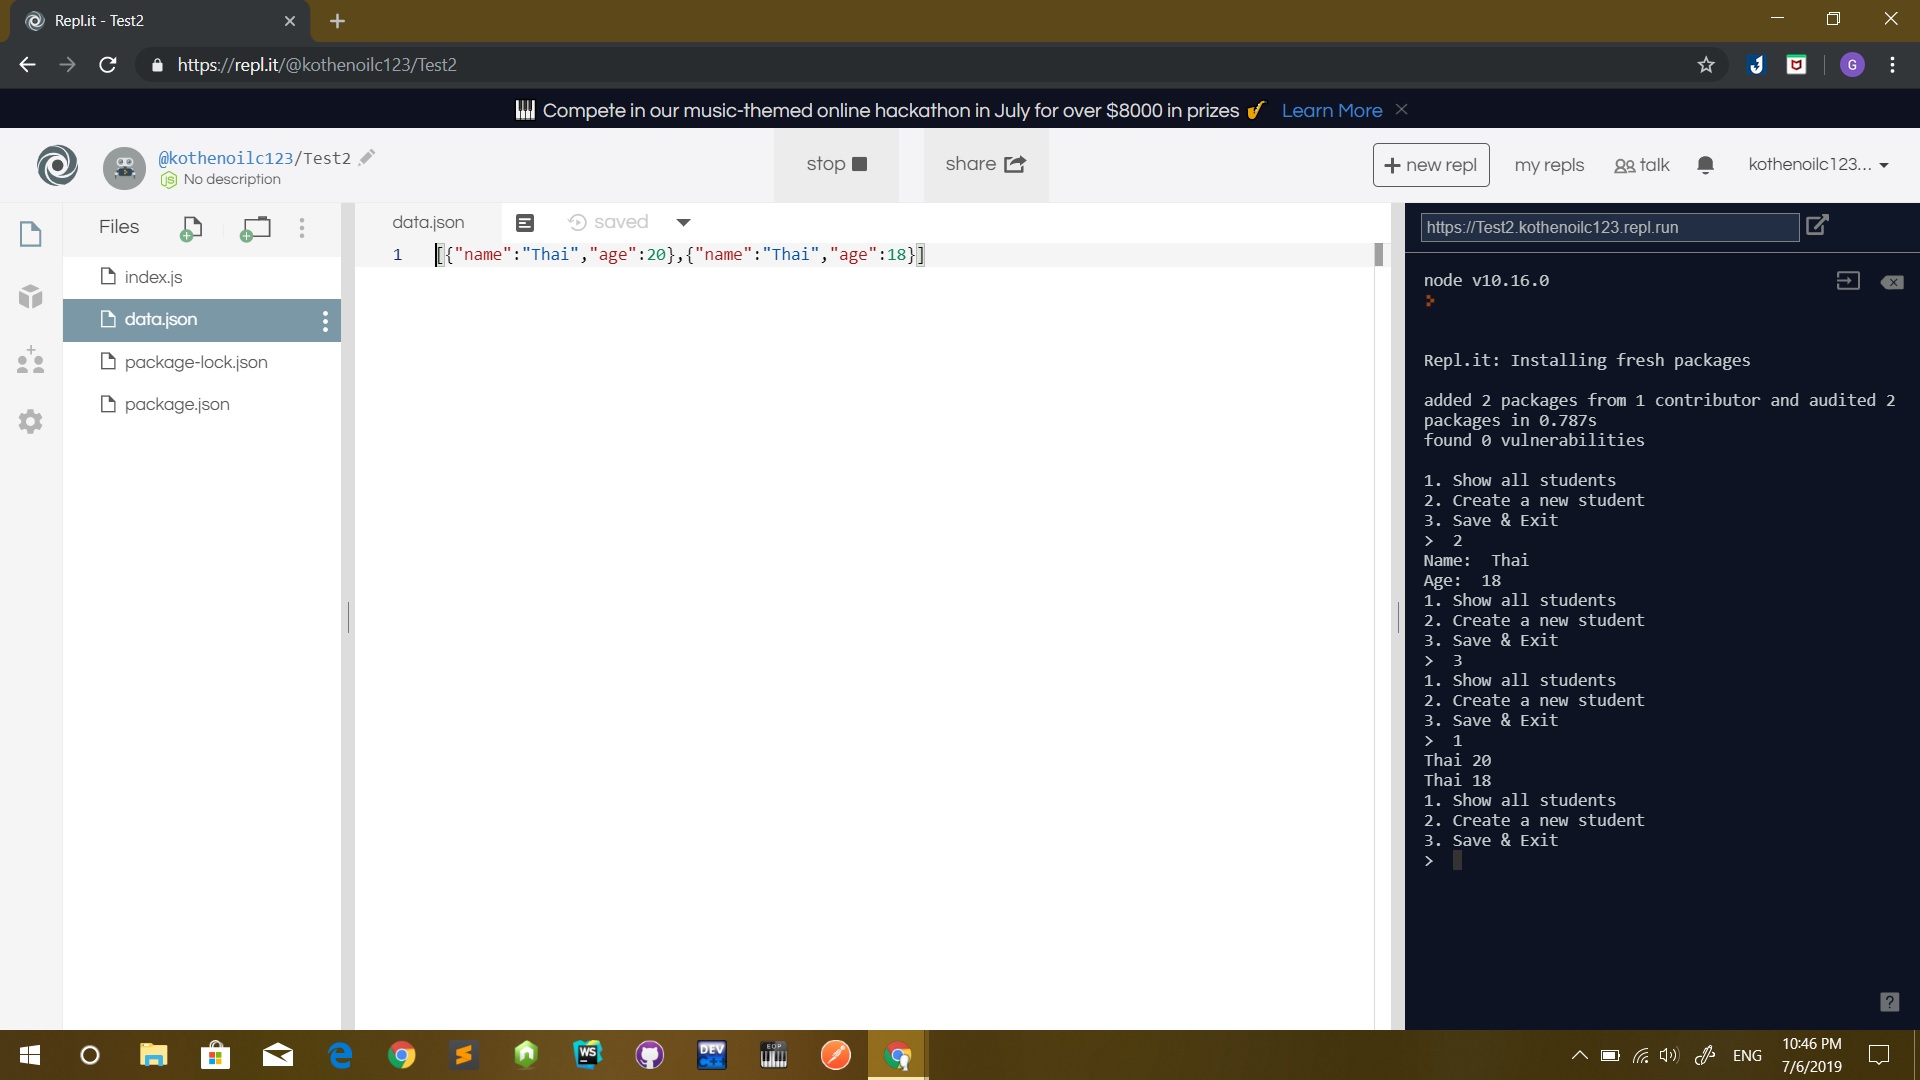 Repl.it - Test2
https://repl.it/@kothenoilc123/Test2
G
Compete in our music-themed online hackathon in July for over $8000 in prizes Learn More
@kothenoilc123/Test2
JS No description
stop
share
+ new repl
my repls
talk
kothenoilc123...
Files
index.js
data.json
package-lock.json
package.json
data.json
saved
1 [{"name":"Thai","age":20},{"name":"Thai","age":18}]
https://Test2.kothenoilc123.repl.run
node v10.16.0
Repl.it: Installing fresh packages
added 2 packages from 1 contributor and audited 2
packages in 0.787s
found 0 vulnerabilities
1. Show all students
2. Create a new student
3. Save & Exit
> 2
Name: Thai
Age: 18
1. Show all students
2. Create a new student
3. Save & Exit
> 3
1. Show all students
2. Create a new student
3. Save & Exit
> 1
Thai 20
Thai 18
1. Show all students
2. Create a new student
3. Save & Exit
>
?
WS
DEV C++
EOP
ENG
10:46 PM
7/6/2019